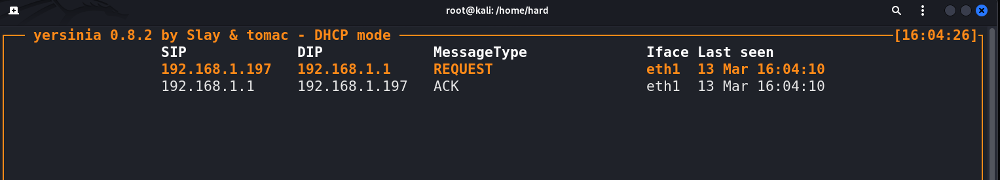 root@kali: /home/hard
yersinia 0.8.2 by Slay & tomac - DHCP mode [16:04:26]
SIP DIP MessageType Iface Last seen
192.168.1.197 192.168.1.1 REQUEST eth1 13 Mar 16:04:10
192.168.1.1 192.168.1.197 ACK eth1 13 Mar 16:04:10